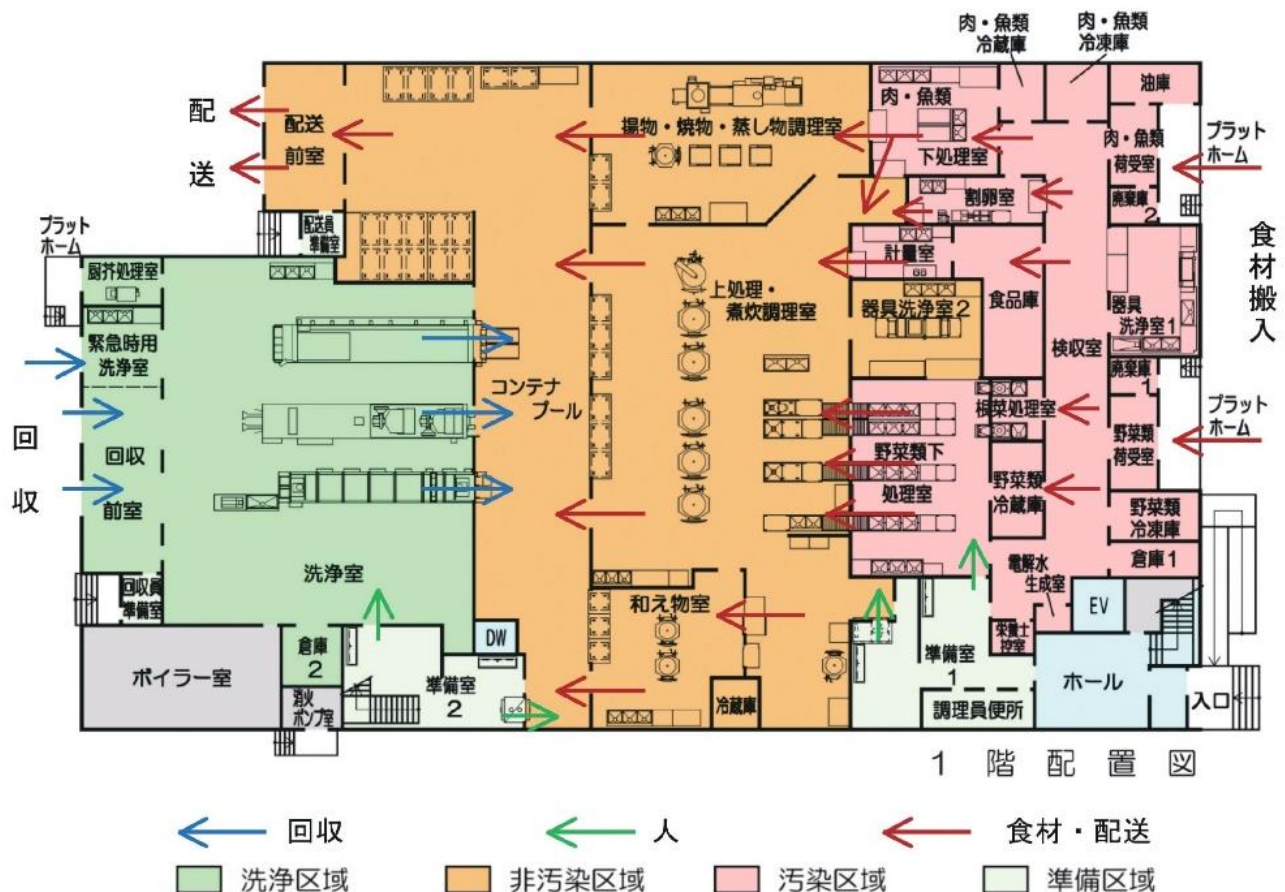 肉・魚類
冷蔵庫
肉・魚類
冷凍庫
配
送
配送
前室
揚物・焼物・蒸し物調理室
肉・魚類
下処理室
油庫
肉・魚類
荷受室
プラット
ホーム
割卵室
廃棄庫
2
配送員
準備室
プラット
ホーム
厨芥処理室
計量室
上処理・
煮炊調理室
食品庫
器具洗浄室2
検収室
器具
洗浄室1
食材搬入
緊急時用
洗浄室
コンテナ
プール
廃棄庫
1
根菜処理室
プラット
ホーム
回
収
回収
前室
野菜類下
処理室
野菜類
冷蔵庫
野菜類
荷受室
野菜類
冷凍庫
洗浄室
倉庫1
電解水
生成室
回収員
準備室
和え物室
EV
DW
栄養士
控室
倉庫
2
ボイラー室
準備室
2
準備室
1
ホール
冷蔵庫
消火
ポンプ室
調理員便所
入口
1階配置図
回収
人
食材・配送
洗浄区域
非汚染区域
汚染区域
準備区域